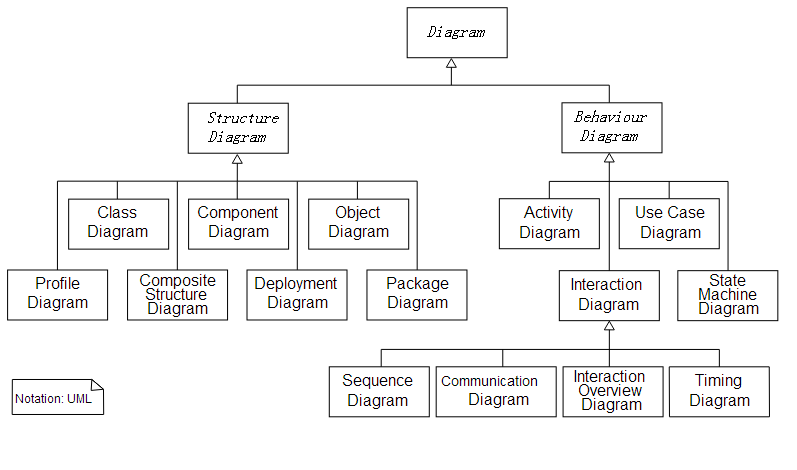 Diagram
Structure
Diagram
Behaviour
Diagram
Class
Diagram
Component
Diagram
Object
Diagram
Activity
Diagram
Use Case
Diagram
Profile
Diagram
Composite
Structure
Diagram
Deployment
Diagram
Package
Diagram
Interaction
Diagram
State
Machine
Diagram
Sequence
Diagram
Communication
Diagram
Interaction
Overview
Diagram
Timing
Diagram
Notation: UML